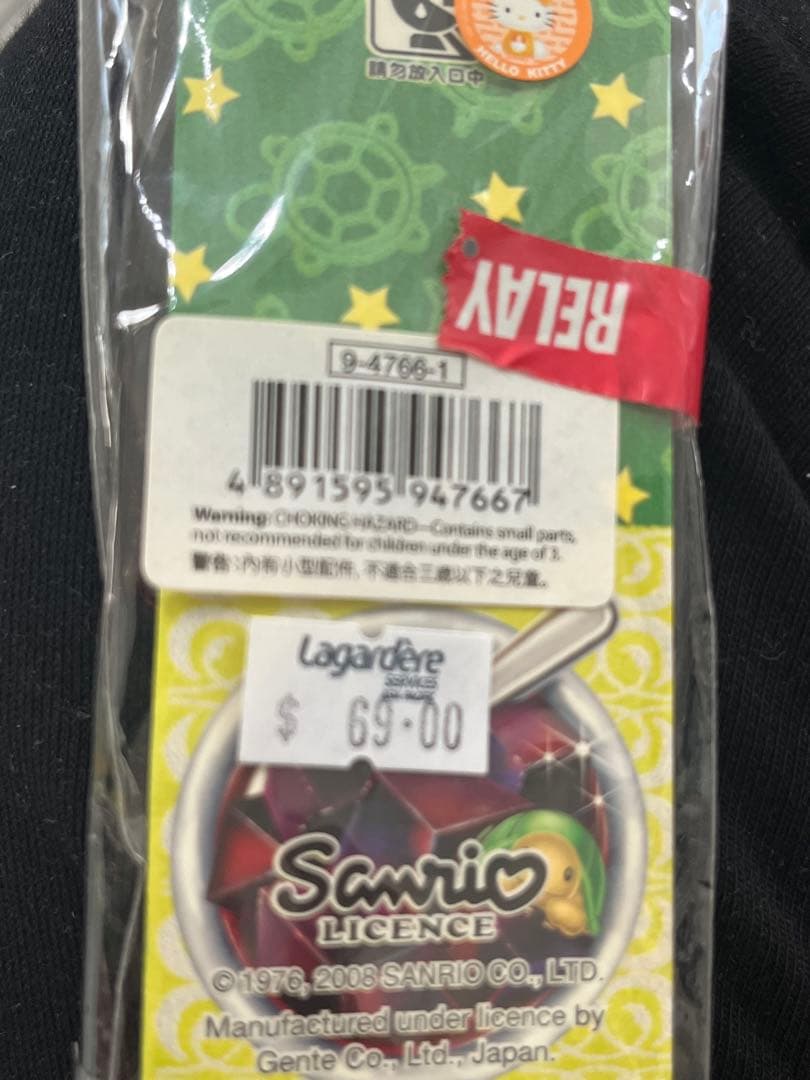 請勿放入口中
HELLO KITTY
RELAY
9-4766-1
4 891595 947667
Warning: CHOKING HAZARD—Contains small parts,
not recommended for children under the age of 3.
警告:內有小型配件, 不適合三歲以下之兒童。
Lagardère
SERVICES
$ 69.00
Sanrio
LICENCE
© 1976, 2008 SANRIO CO., LTD.
Manufactured under licence by
Gente Co., Ltd., Japan.